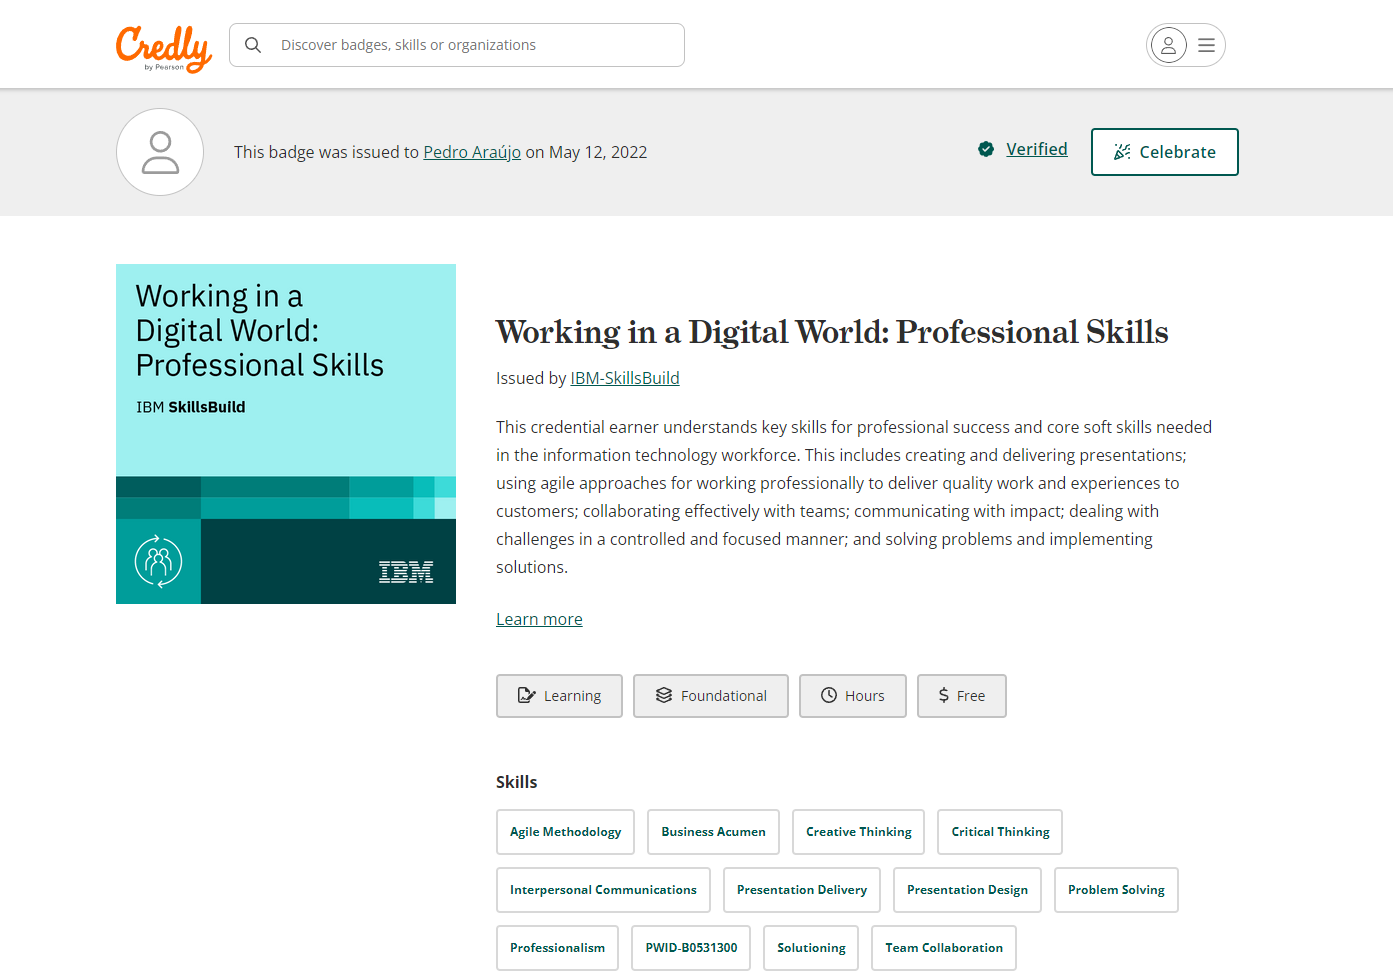 Credly
by Pearson
Discover badges, skills or organizations
This badge was issued to Pedro Araújo on May 12, 2022
Verified
Celebrate
Working in a
Digital World:
Professional Skills
IBM SkillsBuild
IBM
Working in a Digital World: Professional Skills
Issued by IBM-SkillsBuild
This credential earner understands key skills for professional success and core soft skills needed
in the information technology workforce. This includes creating and delivering presentations;
using agile approaches for working professionally to deliver quality work and experiences to
customers; collaborating effectively with teams; communicating with impact; dealing with
challenges in a controlled and focused manner; and solving problems and implementing
solutions.
Learn more
Learning
Foundational
Hours
$ Free
Skills
Agile Methodology
Business Acumen
Creative Thinking
Critical Thinking
Interpersonal Communications
Presentation Delivery
Presentation Design
Problem Solving
Professionalism
PWID-B0531300
Solutioning
Team Collaboration